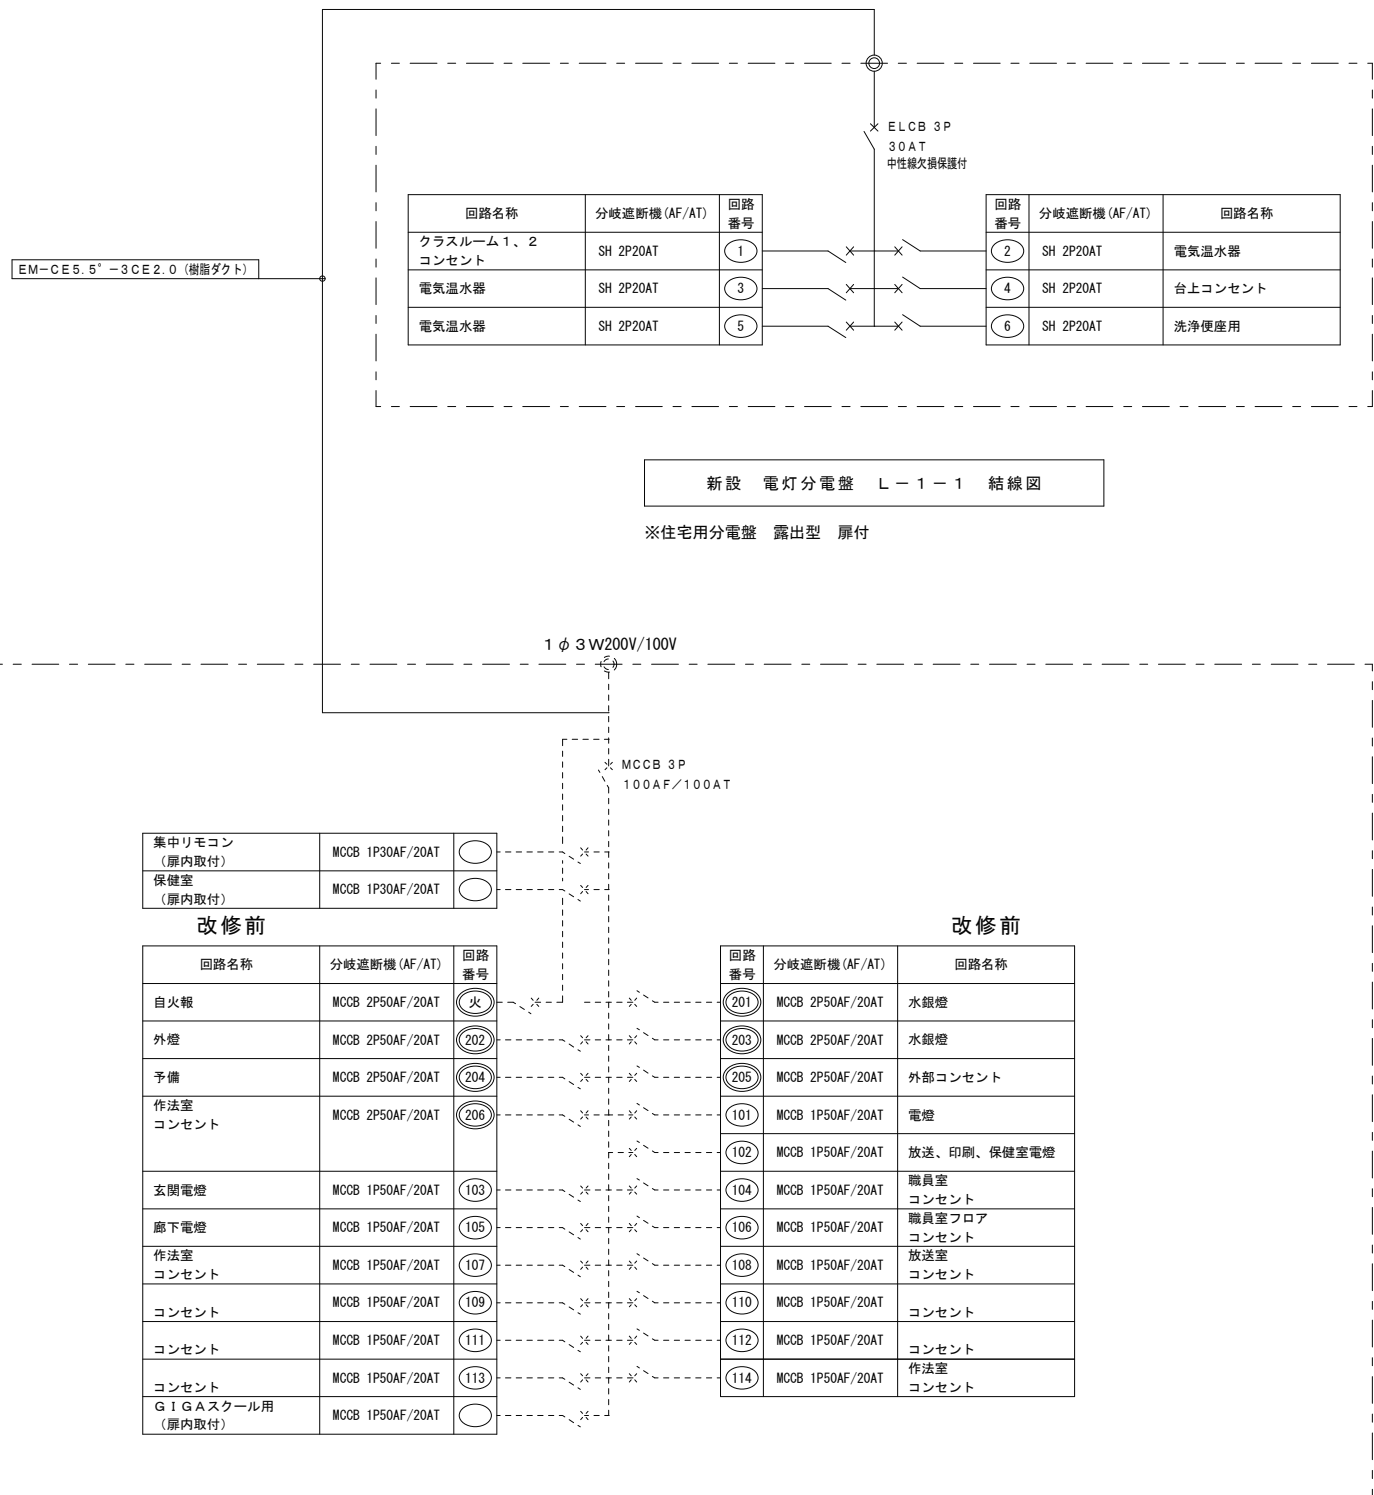 ELCB 3P
30AT
中性線欠損保護付
回路名称 分岐遮断機(AF/AT) 回路
番号
クラスルーム1、2
コンセント SH 2P20AT 1
電気温水器 SH 2P20AT 3
電気温水器 SH 2P20AT 5
回路
番号 分岐遮断機(AF/AT) 回路名称
2 SH 2P20AT 電気温水器
4 SH 2P20AT 台上コンセント
6 SH 2P20AT 洗浄便座用
EM-CE5.5°-3CE2.0(樹脂ダクト)
新設 電灯分電盤 L-1-1 結線図
※住宅用分電盤 露出型 扉付
1φ3W200V/100V
MCCB 3P
100AF/100AT
集中リモコン
(扉内取付) MCCB 1P30AF/20AT
保健室
(扉内取付) MCCB 1P30AF/20AT
改修前
回路名称 分岐遮断機(AF/AT) 回路
番号
自火報 MCCB 2P50AF/20AT 火
外燈 MCCB 2P50AF/20AT 202
予備 MCCB 2P50AF/20AT 204
作法室
コンセント MCCB 2P50AF/20AT 206
玄関電燈 MCCB 1P50AF/20AT 103
廊下電燈 MCCB 1P50AF/20AT 105
作法室
コンセント MCCB 1P50AF/20AT 107
コンセント MCCB 1P50AF/20AT 109
コンセント MCCB 1P50AF/20AT 111
コンセント MCCB 1P50AF/20AT 113
GIGAスクール用
(扉内取付) MCCB 1P50AF/20AT
改修前
回路
番号 分岐遮断機(AF/AT) 回路名称
201 MCCB 2P50AF/20AT 水銀燈
203 MCCB 2P50AF/20AT 水銀燈
205 MCCB 2P50AF/20AT 外部コンセント
101 MCCB 1P50AF/20AT 電燈
102 MCCB 1P50AF/20AT 放送、印刷、保健室電燈
104 MCCB 1P50AF/20AT 職員室
コンセント
106 MCCB 1P50AF/20AT 職員室フロア
コンセント
108 MCCB 1P50AF/20AT 放送室
コンセント
110 MCCB 1P50AF/20AT コンセント
112 MCCB 1P50AF/20AT コンセント
114 MCCB 1P50AF/20AT 作法室
コンセント